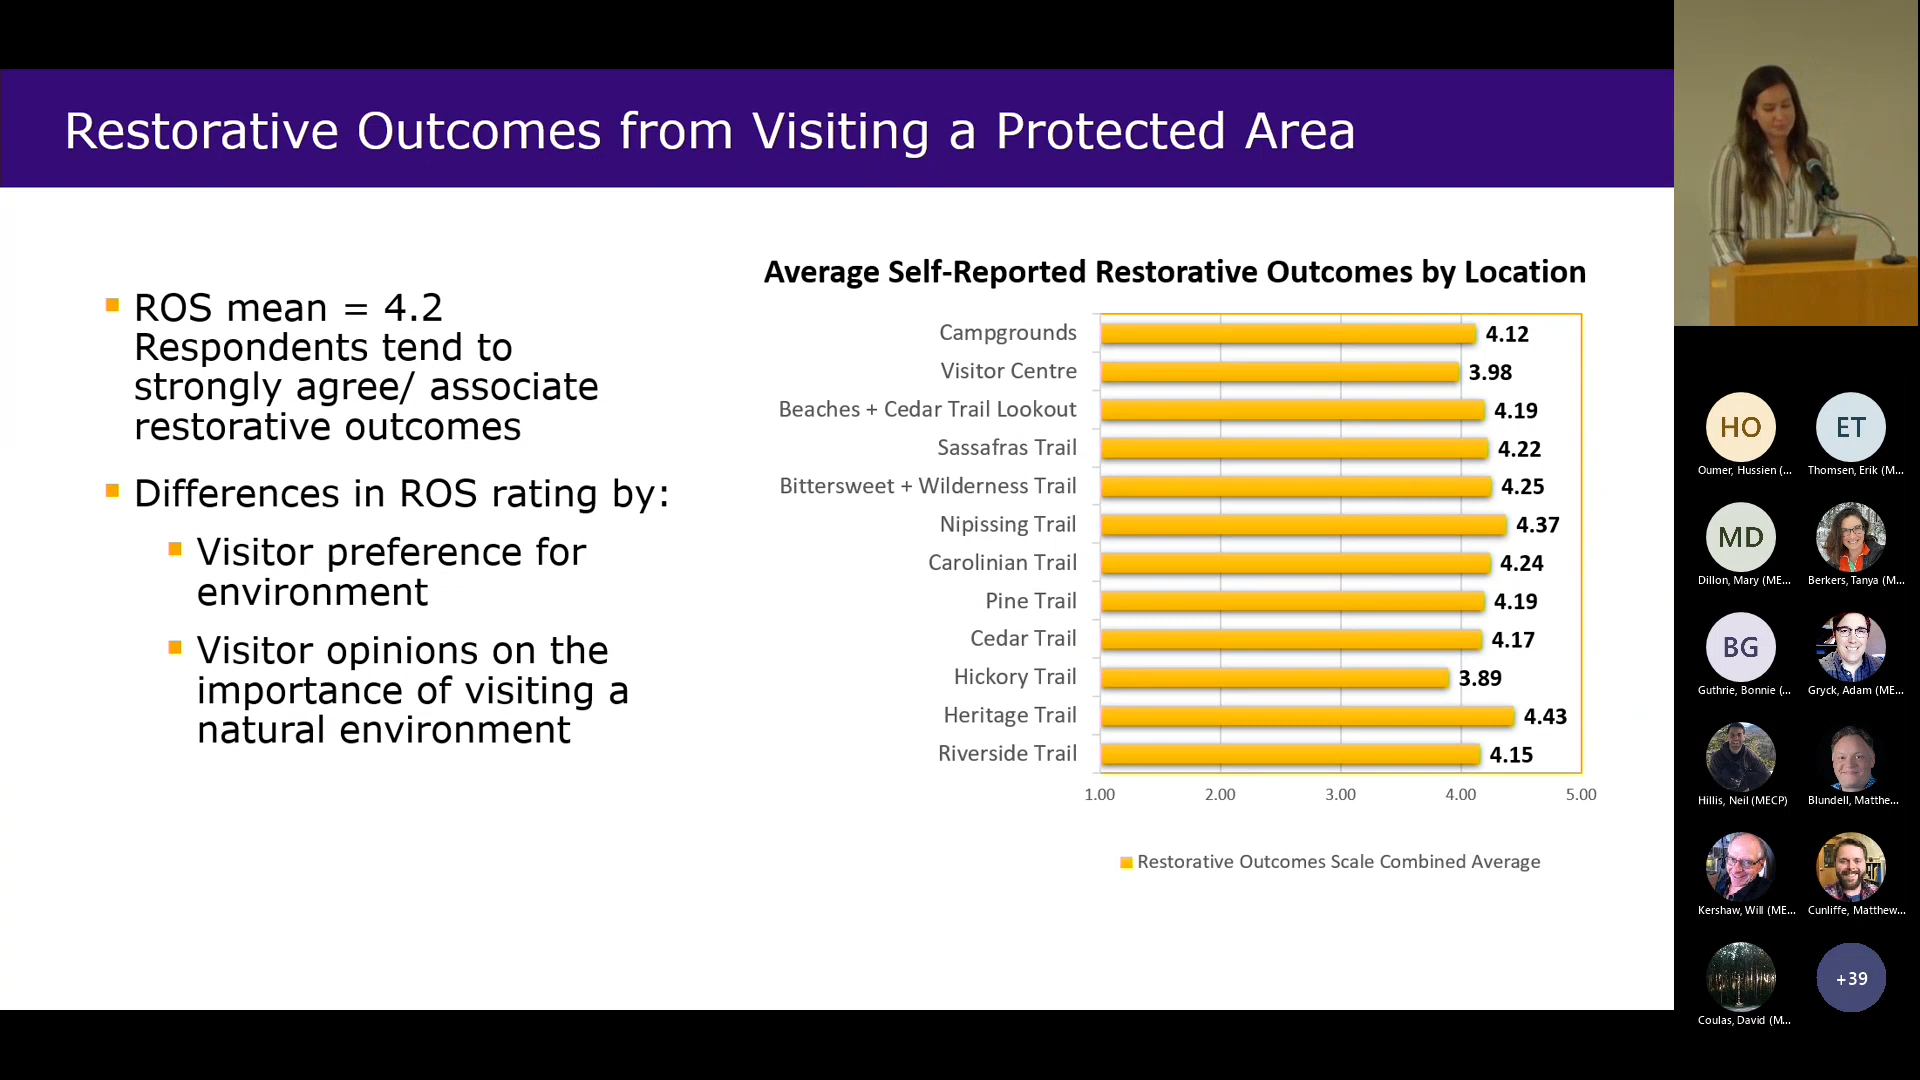 Restorative Outcomes from Visiting a Protected Area
ROS mean = 4.2
Respondents tend to
strongly agree/ associate
restorative outcomes
Differences in ROS rating by:
Visitor preference for
environment
Visitor opinions on the
importance of visiting a
natural environment
Average Self-Reported Restorative Outcomes by Location
Campgrounds 4.12
Visitor Centre 3.98
Beaches + Cedar Trail Lookout 4.19
Sassafras Trail 4.22
Bittersweet + Wilderness Trail 4.25
Nipissing Trail 4.37
Carolinian Trail 4.24
Pine Trail 4.19
Cedar Trail 4.17
Hickory Trail 3.89
Heritage Trail 4.43
Riverside Trail 4.15
1.00 2.00 3.00 4.00 5.00
Restorative Outcomes Scale Combined Average
HO ET
Oumer, Hussien (... Thomsen, Erik (M...
MD
Dillon, Mary (ME... Berkers, Tanya (M...
BG
Guthrie, Bonnie (... Gryck, Adam (ME...
Hillis, Neil (MECP) Blundell, Matthe...
Kershaw, Will (ME... Cunliffe, Matthew...
+39
Coulas, David (M...